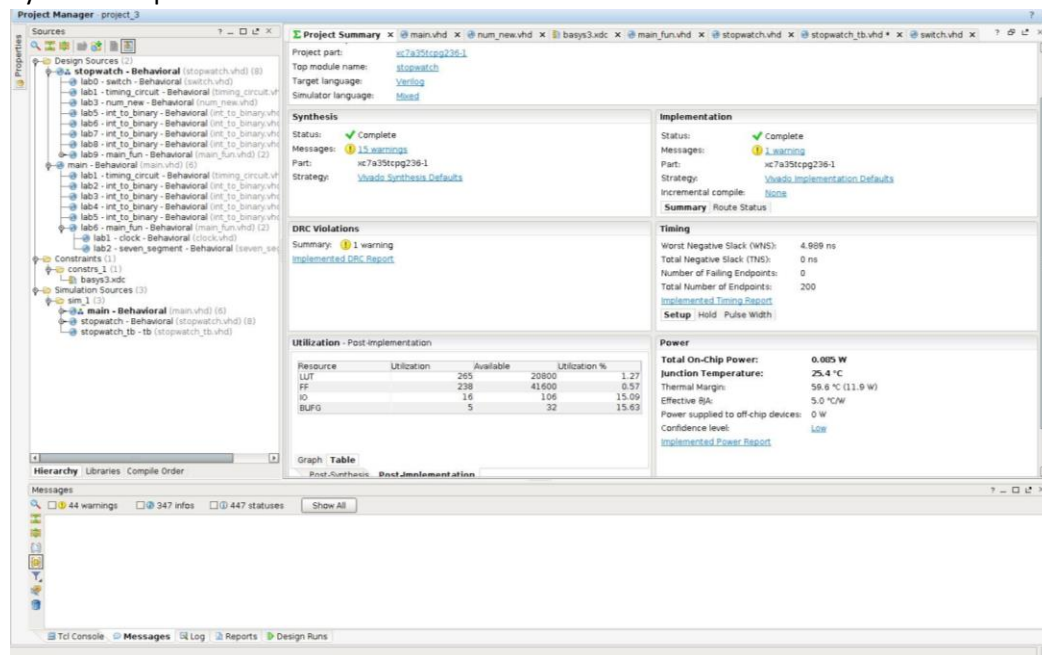 Project Manager - project_3
?
Sources
Properties
Design Sources (2)
stopwatch - Behavioral (stopwatch.vhd) (8)
lab0 - switch - Behavioral (switch.vhd)
lab1 - timing_circuit - Behavioral (timing_circuit.vh
lab3 - num_new - Behavioral (num_new.vhd)
lab5 - int_to_binary - Behavioral (int_to_binary.vhd
lab6 - int_to_binary - Behavioral (int_to_binary.vhd
lab7 - int_to_binary - Behavioral (int_to_binary.vhd
lab8 - int_to_binary - Behavioral (int_to_binary.vhd
lab9 - main_fun - Behavioral (main_fun.vhd) (2)
main - Behavioral (main.vhd) (6)
lab1 - timing_circuit - Behavioral (timing_circuit.vh
lab2 - int_to_binary - Behavioral (int_to_binary.vhd
lab3 - int_to_binary - Behavioral (int_to_binary.vhd
lab4 - int_to_binary - Behavioral (int_to_binary.vhd
lab5 - int_to_binary - Behavioral (int_to_binary.vhd
lab6 - main_fun - Behavioral (main_fun.vhd) (2)
lab1 - clock - Behavioral (clock.vhd)
lab2 - seven_segment - Behavioral (seven_seg
Constraints (1)
constrs_1 (1)
basys3.xdc
Simulation Sources (3)
sim_1 (3)
main - Behavioral (main.vhd) (6)
stopwatch - Behavioral (stopwatch.vhd) (8)
stopwatch_tb - tb (stopwatch_tb.vhd)
Hierarchy Libraries Compile Order
Σ Project Summary x main.vhd x num_new.vhd x basys3.xdc x main_fun.vhd x stopwatch.vhd x stopwatch_tb.vhd * x switch.vhd x
Project part: xc7a35tcpg236-1
Top module name: stopwatch
Target language: Verilog
Simulator language: Mixed
Synthesis
Status: Complete
Messages: 15 warnings
Part: xc7a35tcpg236-1
Strategy: Vivado Synthesis Defaults
Implementation
Status: Complete
Messages: 1 warning
Part: xc7a35tcpg236-1
Strategy: Vivado Implementation Defaults
Incremental compile: None
Summary Route Status
DRC Violations
Summary: 1 warning
Implemented DRC Report
Timing
Worst Negative Slack (WNS): 4.989 ns
Total Negative Slack (TNS): 0 ns
Number of Failing Endpoints: 0
Total Number of Endpoints: 200
Implemented Timing Report
Setup Hold Pulse Width
Utilization - Post-Implementation
Resource Utilization Available Utilization %
LUT 265 20800 1.27
FF 238 41600 0.57
IO 16 106 15.09
BUFG 5 32 15.63
Graph Table
Post-Synthesis Post-Implementation
Power
Total On-Chip Power: 0.085 W
Junction Temperature: 25.4 °C
Thermal Margin: 59.6 °C (11.9 W)
Effective θJA: 5.0 °C/W
Power supplied to off-chip devices: 0 W
Confidence level: Low
Implemented Power Report
Messages
44 warnings 347 infos 447 statuses Show All
Tcl Console Messages Log Reports Design Runs